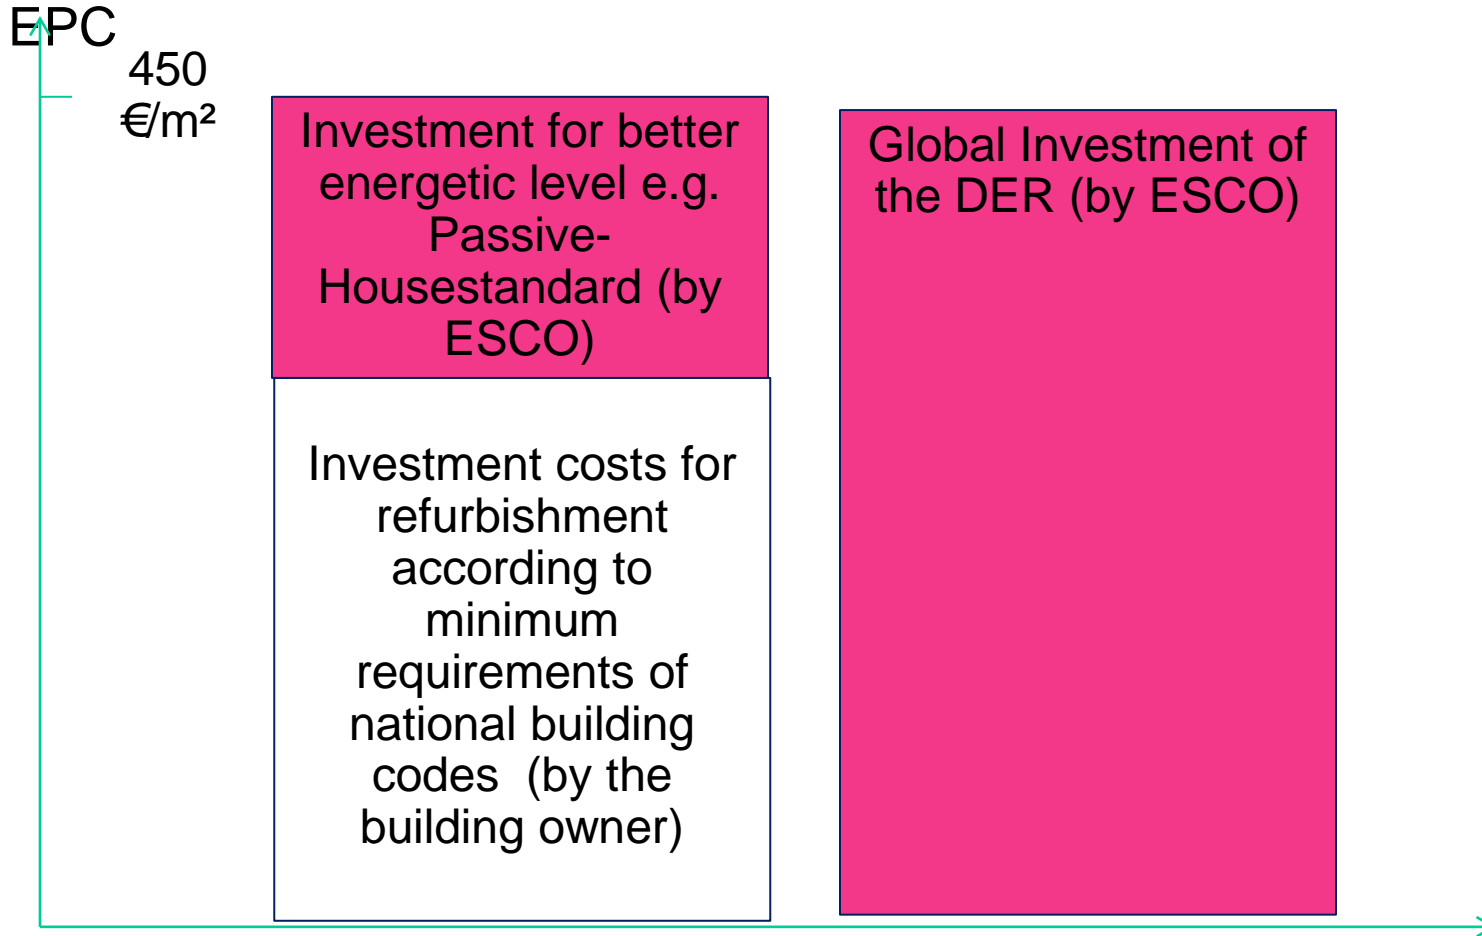 EPC
450
€/m²
Investment for better
energetic level e.g.
Passive-
Housestandard (by
ESCO)
Global Investment of
the DER (by ESCO)
Investment costs for
refurbishment
according to
minimum
requirements of
national building
codes  (by the
building owner)